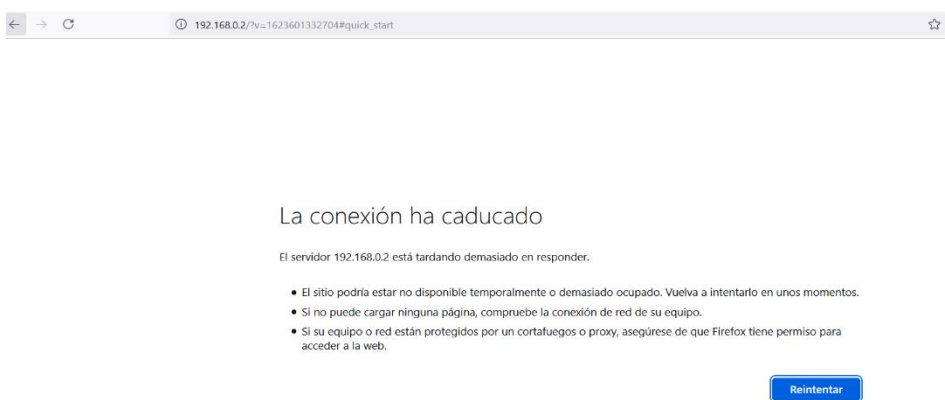 192.168.0.2/?v=1623601332704#quick_start
La conexión ha caducado
El servidor 192.168.0.2 está tardando demasiado en responder.
El sitio podría estar no disponible temporalmente o demasiado ocupado. Vuelva a intentarlo en unos momentos.
Si no puede cargar ninguna página, compruebe la conexión de red de su equipo.
Si su equipo o red están protegidos por un cortafuegos o proxy, asegúrese de que Firefox tiene permiso para
acceder a la web.
Reintentar